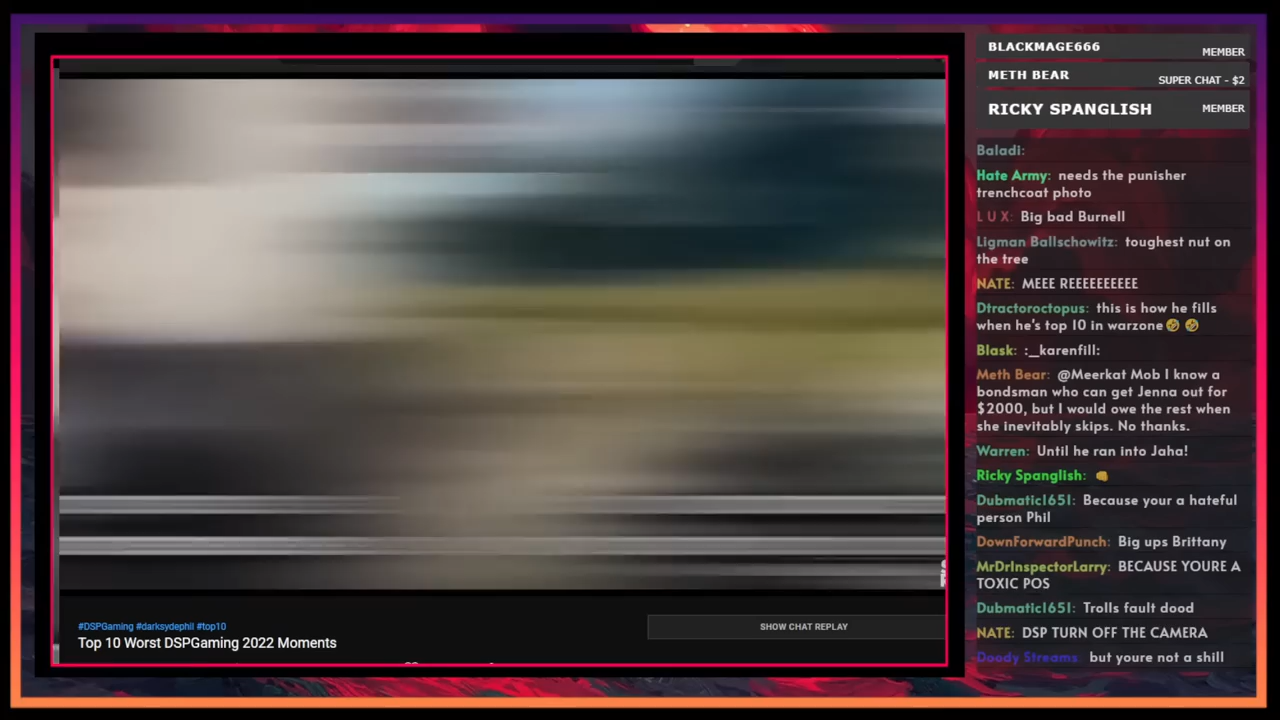 BLACKMAGE666
MEMBER
METH BEAR
SUPER CHAT - $2
RICKY SPANGLISH
MEMBER
Baladi:
Hate Army: needs the punisher
trenchcoat photo
L U X: Big bad Burnell
Ligman Ballschowitz: toughest nut on
the tree
NATE: MEEE REEEEEEEEEE
Dtractoroctopus: this is how he fills
when he's top 10 in warzone🤣 🤣
Blask: :_karenfill:
Meth Bear: @Meerkat Mob I know a
bondsman who can get Jenna out for
$2000, but I would owe the rest when
she inevitably skips. No thanks.
Warren: Until he ran into Jaha!
Ricky Spanglish: 👊
Dubmatic1651: Because your a hateful
person Phil
DownForwardPunch: Big ups Brittany
MrDrInspectorLarry: BECAUSE YOURE A
TOXIC POS
Dubmatic1651: Trolls fault dood
NATE: DSP TURN OFF THE CAMERA
Doody Streams: but youre not a shill
#DSPGaming #darksydephil #top10
Top 10 Worst DSPGaming 2022 Moments
SHOW CHAT REPLAY